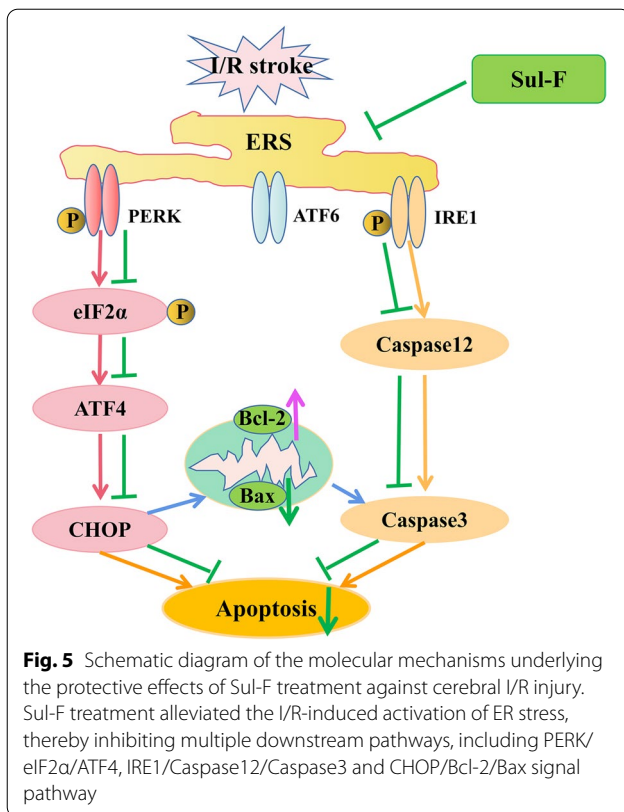 I/R stroke
Sul-F
ERS
P
PERK
ATF6
P
IRE1
eIF2α
P
Caspase12
ATF4
Bcl-2
Bax
CHOP
Caspase3
Apoptosis
Fig. 5 Schematic diagram of the molecular mechanisms underlying
the protective effects of Sul-F treatment against cerebral I/R injury.
Sul-F treatment alleviated the I/R-induced activation of ER stress,
thereby inhibiting multiple downstream pathways, including PERK/
eIF2α/ATF4, IRE1/Caspase12/Caspase3 and CHOP/Bcl-2/Bax signal
pathway